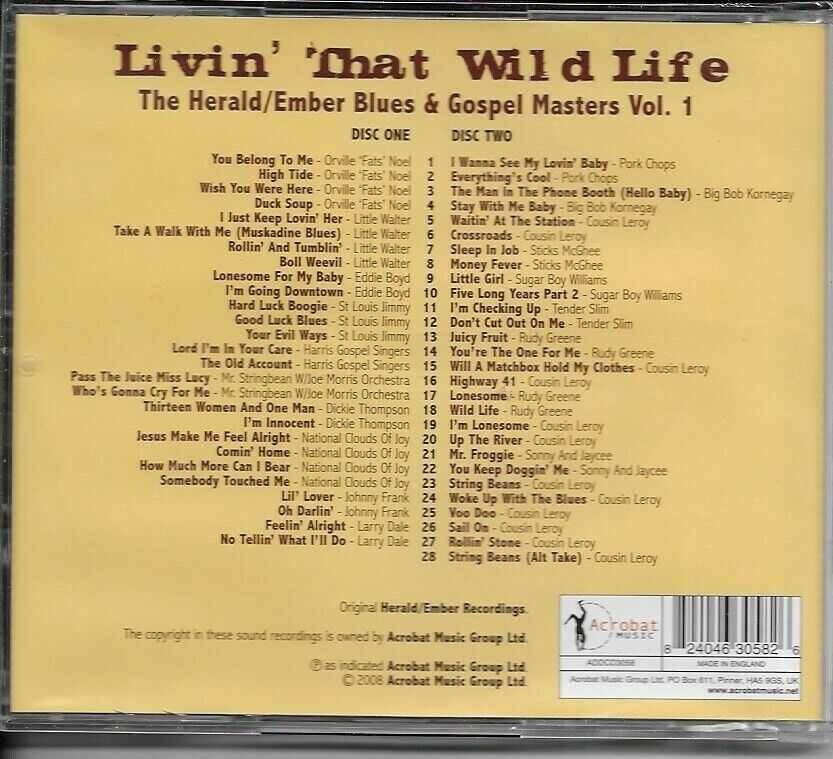 Livin' That Wild Life
The Herald/Ember Blues & Gospel Masters Vol. 1
DISC ONE DISC TWO
You Belong To Me - Orville 'Fats' Noel 1 I Wanna See My Lovin' Baby - Pork Chops
High Tide - Orville 'Fats' Noel 2 Everything's Cool - Pork Chops
Wish You Were Here - Orville 'Fats' Noel 3 The Man In The Phone Booth (Hello Baby) - Big Bob Kornegay
Duck Soup - Orville 'Fats' Noel 4 Stay With Me Baby - Big Bob Kornegay
I Just Keep Lovin' Her - Little Walter 5 Waitin' At The Station - Cousin Leroy
Take A Walk With Me (Muskadine Blues) - Little Walter 6 Crossroads - Cousin Leroy
Rollin' And Tumblin' - Little Walter 7 Sleep In Job - Sticks McGhee
Boll Weevil - Little Walter 8 Money Fever - Sticks McGhee
Lonesome For My Baby - Eddie Boyd 9 Little Girl - Sugar Boy Williams
I'm Going Downtown - Eddie Boyd 10 Five Long Years Part 2 - Sugar Boy Williams
Hard Luck Boogie - St Louis Jimmy 11 I'm Checking Up - Tender Slim
Good Luck Blues - St Louis Jimmy 12 Don't Cut Out On Me - Tender Slim
Your Evil Ways - St Louis Jimmy 13 Juicy Fruit - Rudy Greene
Lord I'm In Your Care - Harris Gospel Singers 14 You're The One For Me - Rudy Greene
The Old Account - Harris Gospel Singers 15 Will A Matchbox Hold My Clothes - Cousin Leroy
Pass The Juice Miss Lucy - Mr. Stringbean W/Joe Morris Orchestra 16 Highway 41 - Cousin Leroy
Who's Gonna Cry For Me - Mr. Stringbean W/Joe Morris Orchestra 17 Lonesome - Rudy Greene
Thirteen Women And One Man - Dickie Thompson 18 Wild Life - Rudy Greene
I'm Innocent - Dickie Thompson 19 I'm Lonesome - Cousin Leroy
Jesus Make Me Feel Alright - National Clouds Of Joy 20 Up The River - Cousin Leroy
Comin' Home - National Clouds Of Joy 21 Mr. Froggie - Sonny And Jaycee
How Much More Can I Bear - National Clouds Of Joy 22 You Keep Doggin' Me - Sonny And Jaycee
Somebody Touched Me - National Clouds Of Joy 23 String Beans - Cousin Leroy
Lil' Lover - Johnny Frank 24 Woke Up With The Blues - Cousin Leroy
Oh Darlin' - Johnny Frank 25 Voo Doo - Cousin Leroy
Feelin' Alright - Larry Dale 26 Sail On - Cousin Leroy
No Tellin' What I'll Do - Larry Dale 27 Rollin' Stone - Cousin Leroy
28 String Beans (Alt Take) - Cousin Leroy
Original Herald/Ember Recordings.
The copyright in these sound recordings is owned by Acrobat Music Group Ltd.
℗ as indicated Acrobat Music Group Ltd.
© 2008 Acrobat Music Group Ltd.
Acrobat
MUSIC
8 24046 30582 6
ADDCD3058
MADE IN ENGLAND
Acrobat Music Group Ltd, PO Box 611, Pinner, HA5 9GS, UK
www.acrobatmusic.net